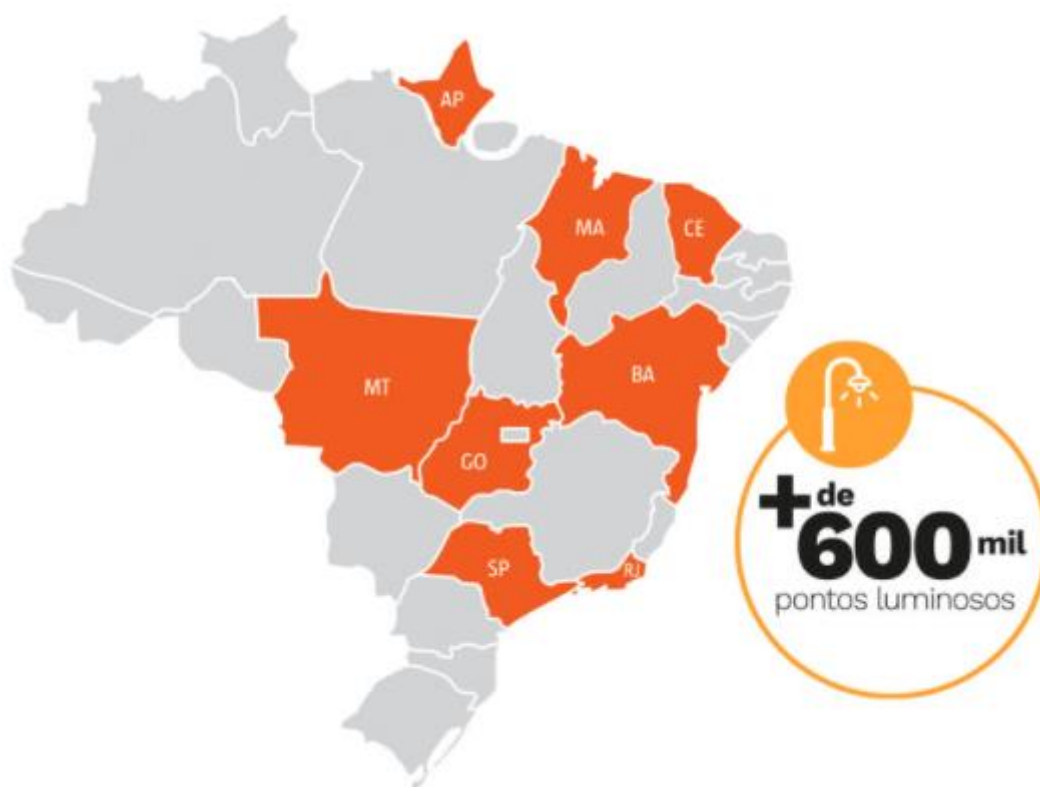 AP
MA
CE
MT
BA
GO
SP
RJ
+ de
600 mil
pontos luminosos